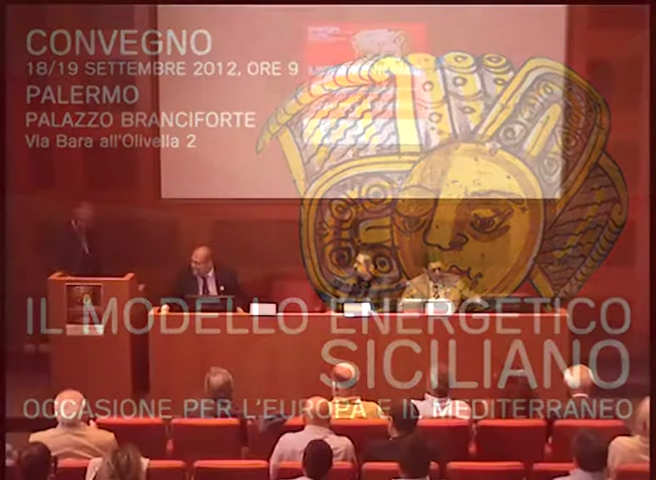 CONVEGNO
18/19 SETTEMBRE 2012, ORE 9
PALERMO
PALAZZO BRANCIFORTE
Via Bara all'Olivella 2
IL MODELLO ENERGETICO
SICILIANO
OCCASIONE PER L'EUROPA E IL MEDITERRANEO